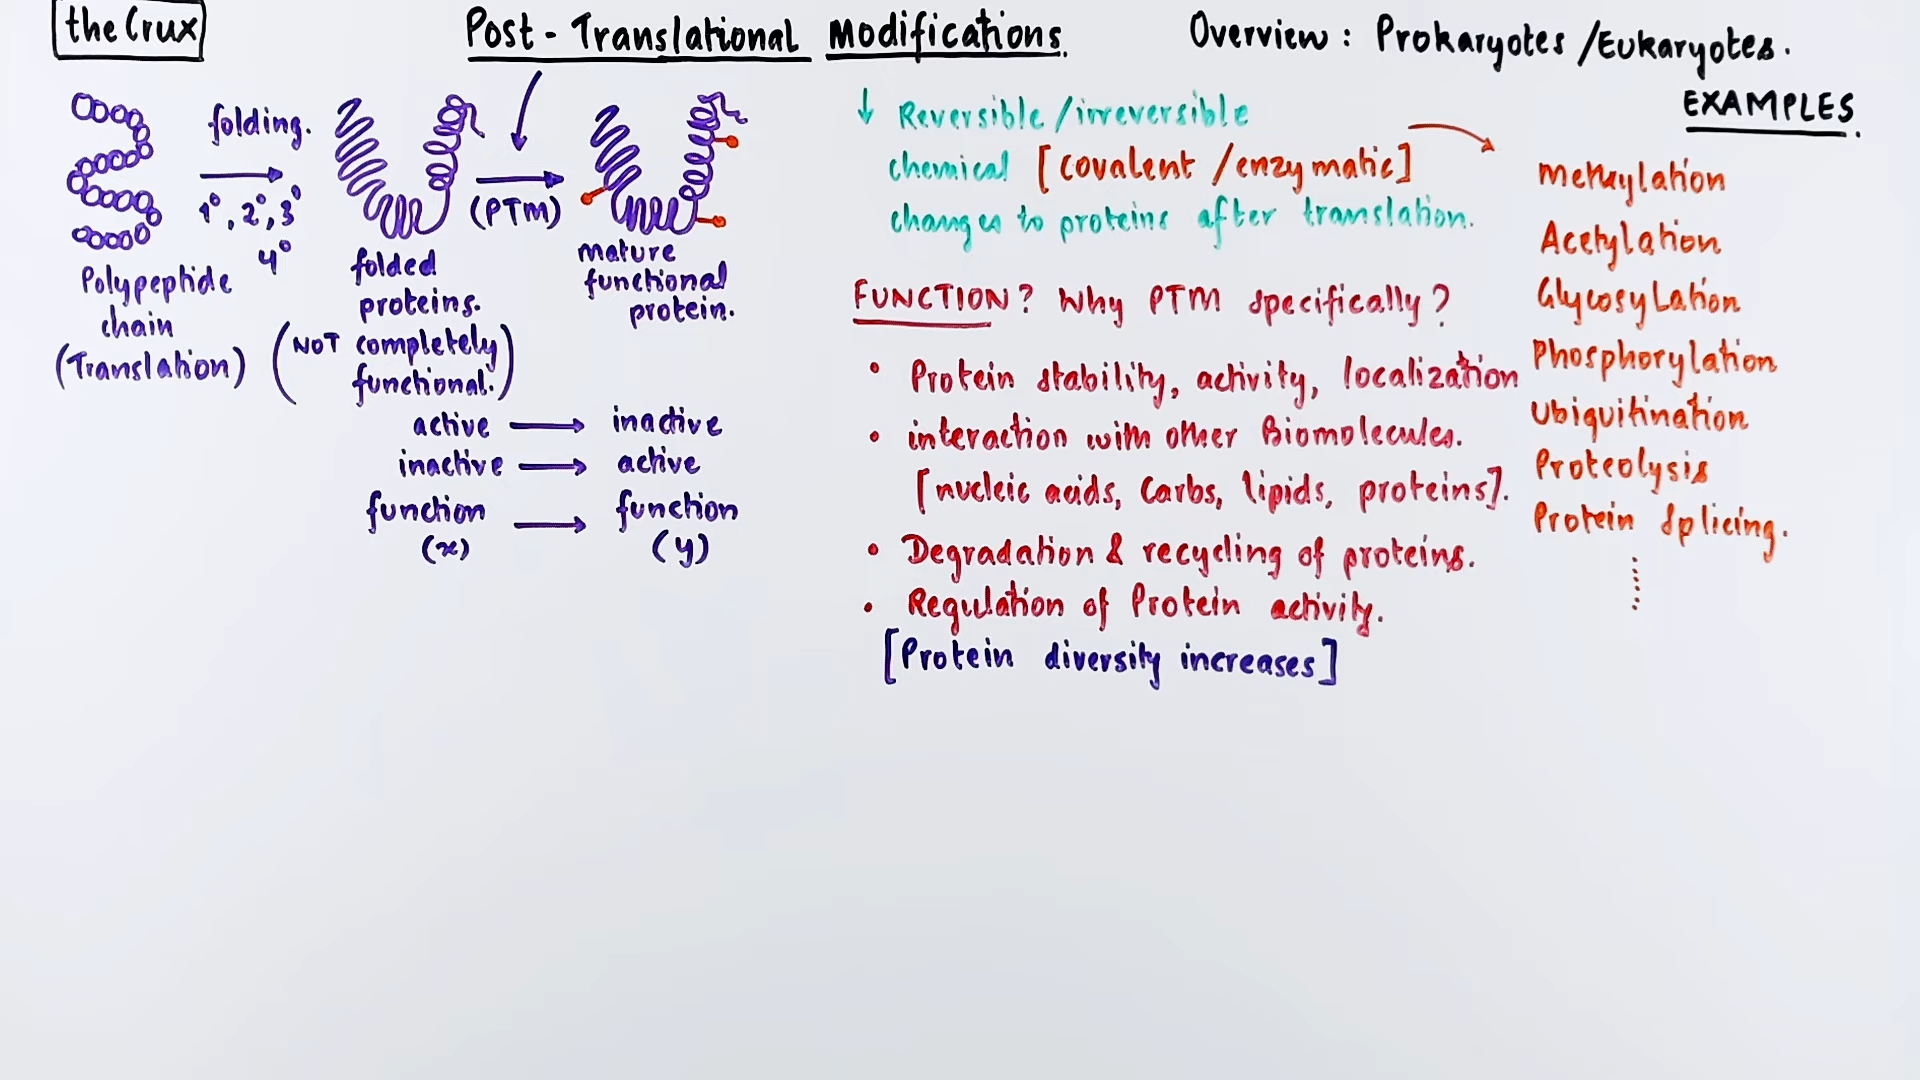 the Crux
Post - Translational Modifications.
Overview : Prokaryotes /Eukaryotes.
folding.
1°, 2°, 3°
4°
(PTM)
Polypeptide
chain
(Translation)
folded
proteins.
(NOT completely
functional.)
mature
functional
protein.
active → inactive
inactive → active
function → function
(x) (y)
↓ Reversible /irreversible
chemical [covalent /enzymatic]
changes to proteins after translation.
FUNCTION? Why PTM specifically?
• Protein stability, activity, localization
• interaction with other Biomolecules.
[nucleic acids, Carbs, lipids, proteins].
• Degradation & recycling of proteins.
• Regulation of Protein activity.
[Protein diversity increases]
EXAMPLES.
Methylation
Acetylation
Glycosylation
Phosphorylation
Ubiquitination
Proteolysis
Protein Splicing.